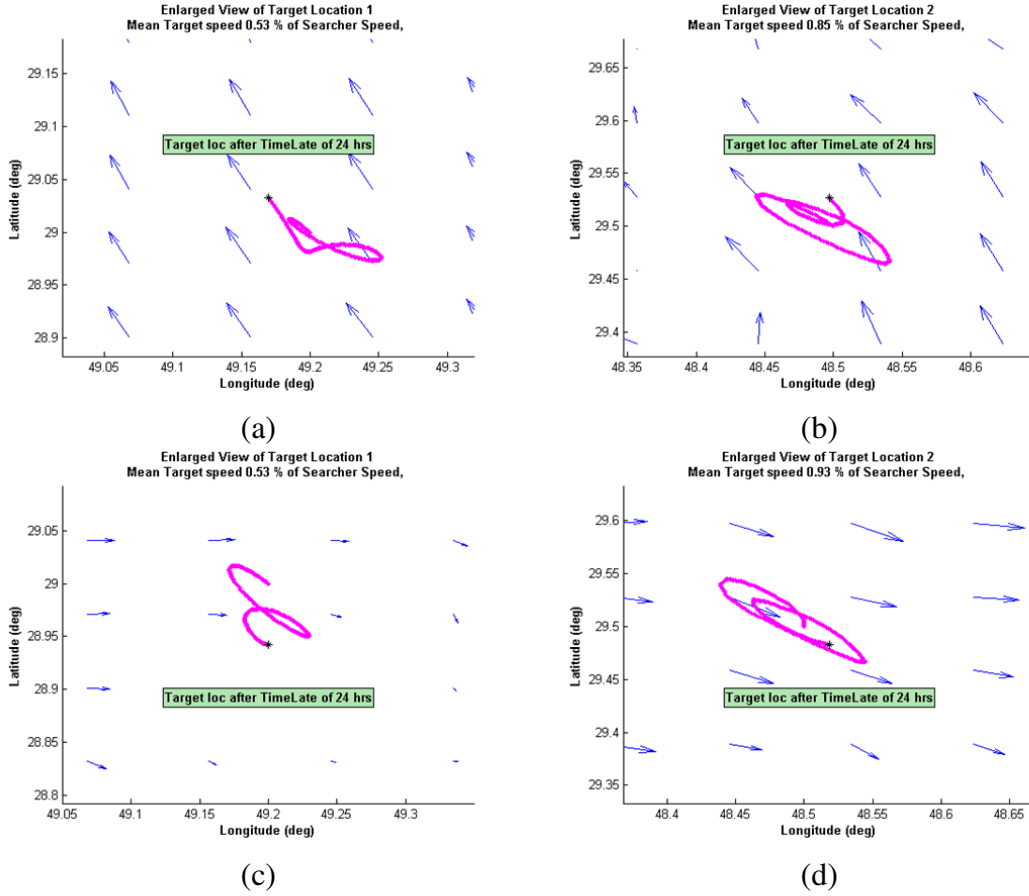 Enlarged View of Target Location 1
Mean Target speed 0.53 % of Searcher Speed,
29.15
29.1
29.05
29
28.95
28.9
Latitude (deg)
Target loc after TimeLate of 24 hrs
49.05 49.1 49.15 49.2 49.25 49.3
Longitude (deg)
(a)
Enlarged View of Target Location 2
Mean Target speed 0.85 % of Searcher Speed,
29.65
29.6
29.55
29.5
29.45
29.4
Latitude (deg)
Target loc after TimeLate of 24 hrs
48.35 48.4 48.45 48.5 48.55 48.6
Longitude (deg)
(b)
Enlarged View of Target Location 1
Mean Target speed 0.53 % of Searcher Speed,
29.05
29
28.95
28.9
28.85
28.8
Latitude (deg)
Target loc after TimeLate of 24 hrs
49.05 49.1 49.15 49.2 49.25 49.3
Longitude (deg)
(c)
Enlarged View of Target Location 2
Mean Target speed 0.93 % of Searcher Speed,
29.6
29.55
29.5
29.45
29.4
29.35
Latitude (deg)
Target loc after TimeLate of 24 hrs
48.4 48.45 48.5 48.55 48.6 48.65
Longitude (deg)
(d)